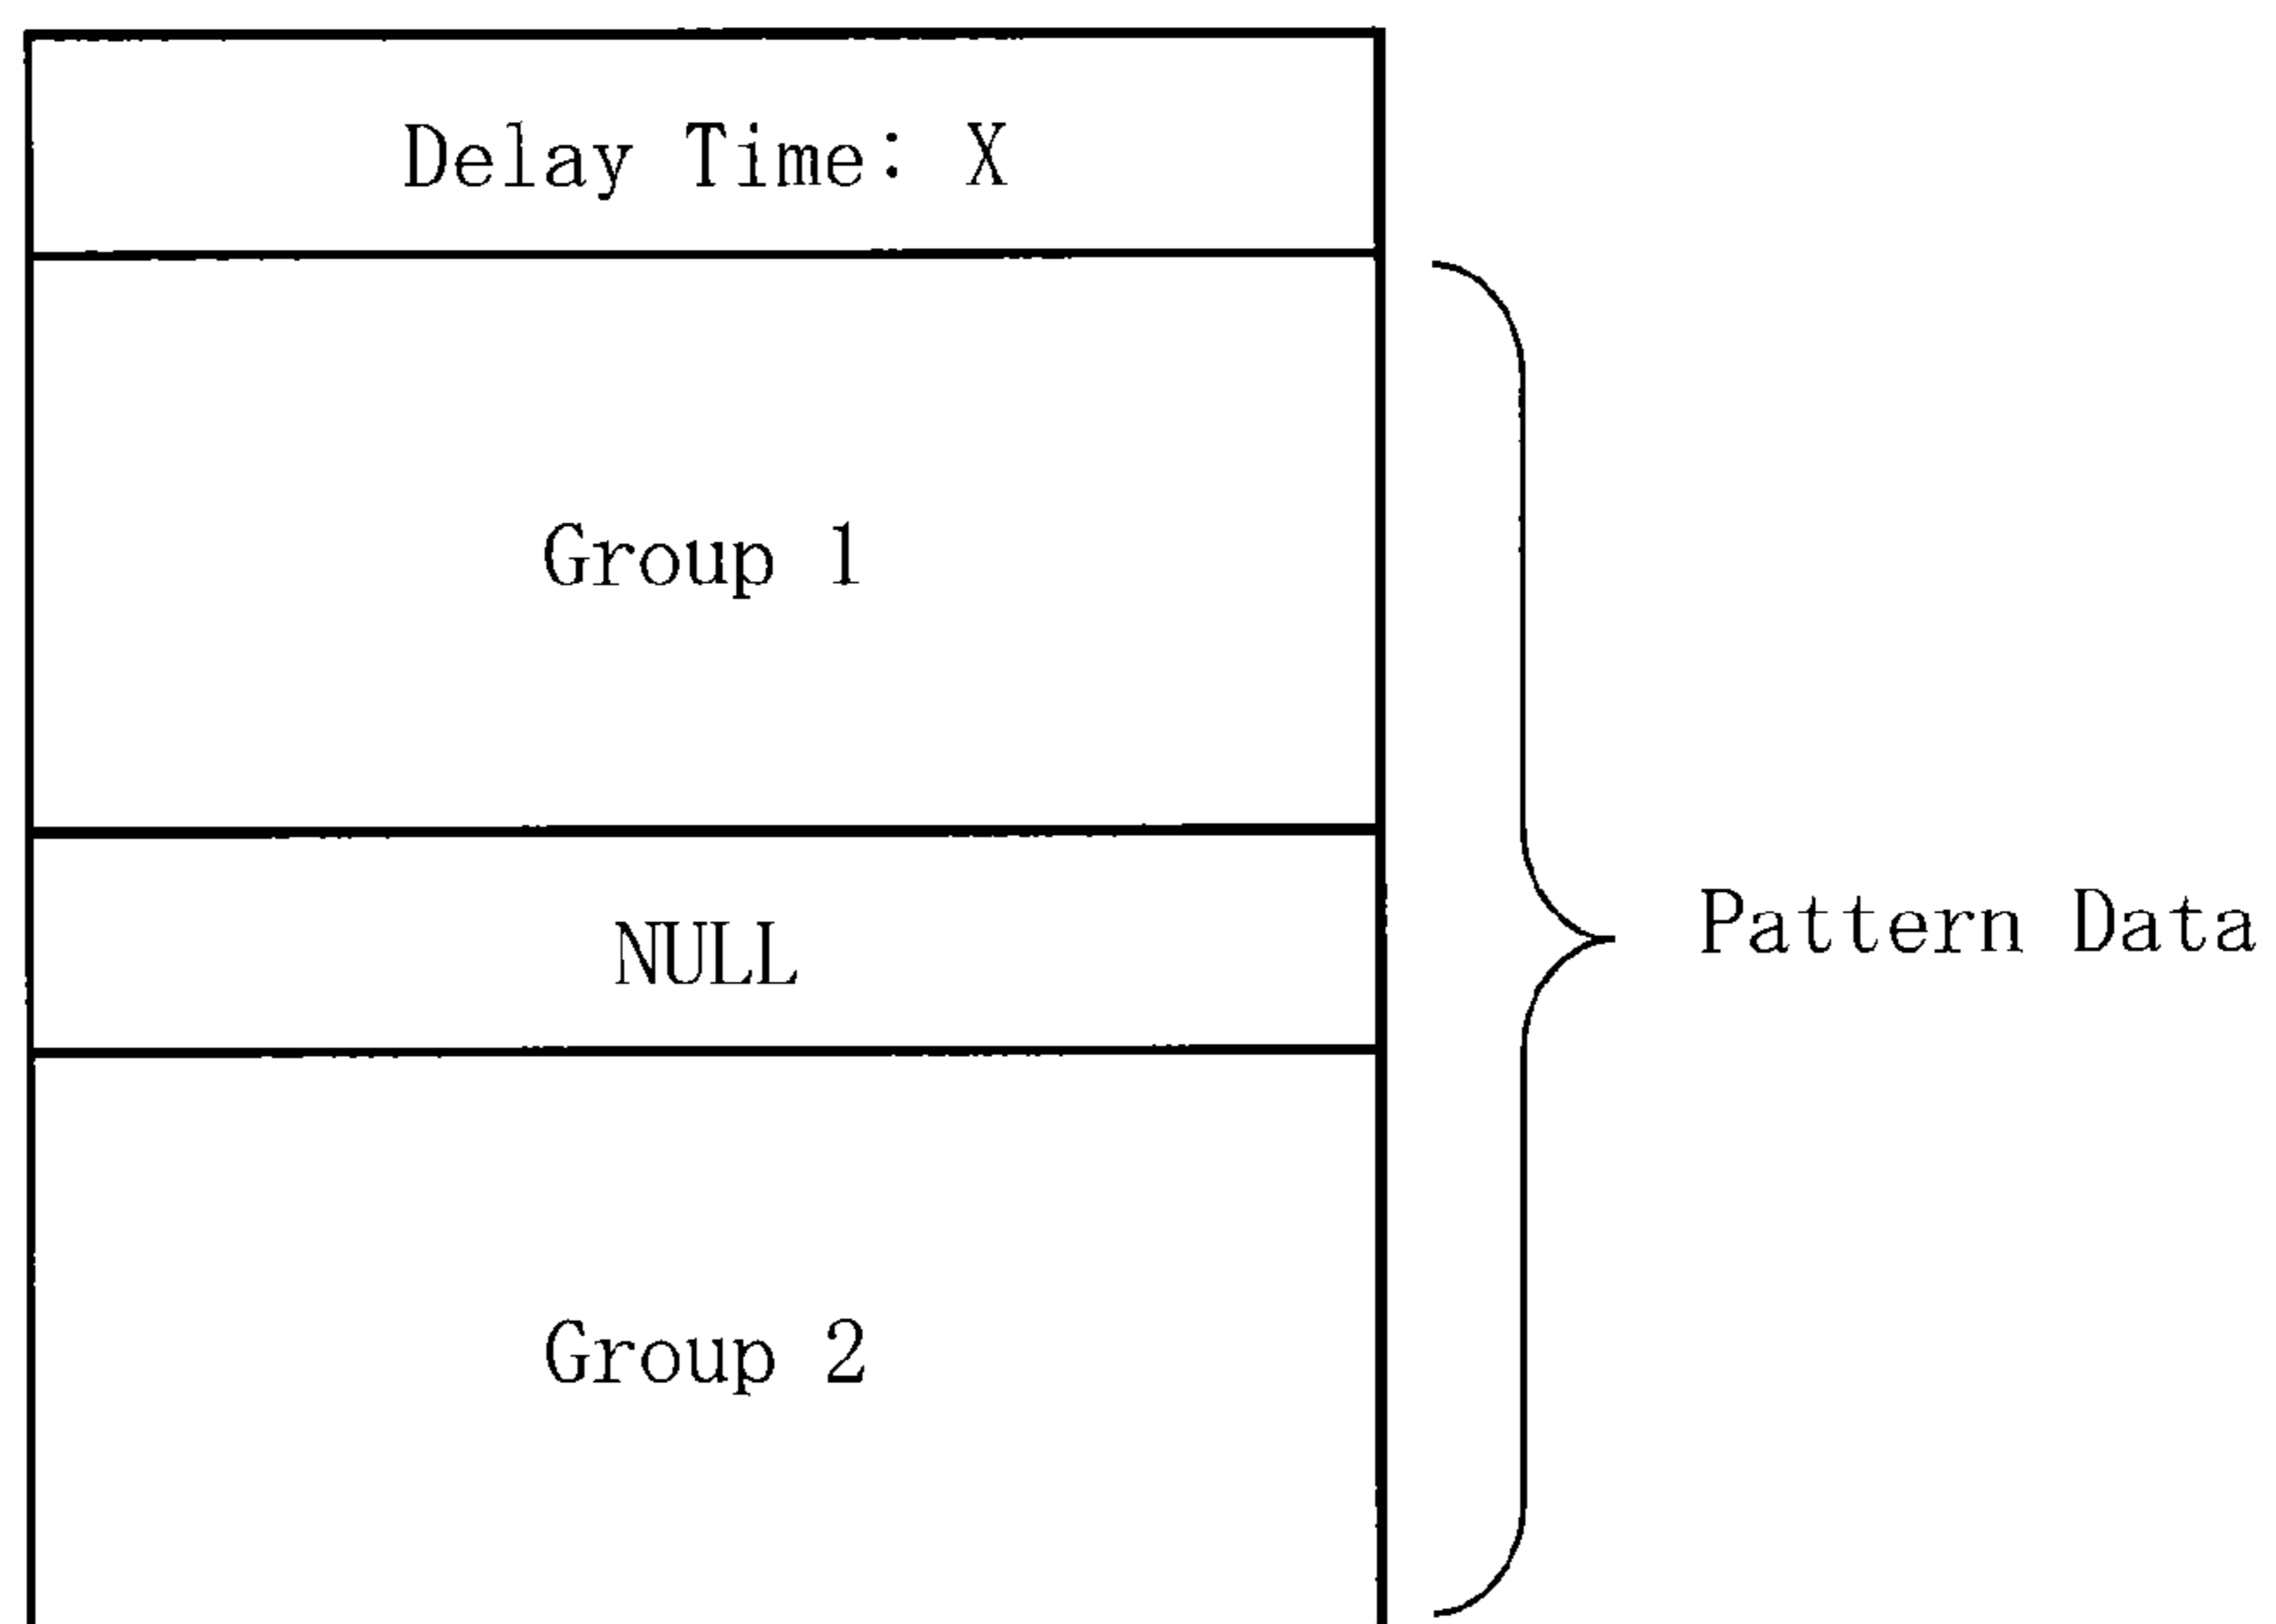 Delay Time: X
Group 1
NULL
Pattern Data
Group 2